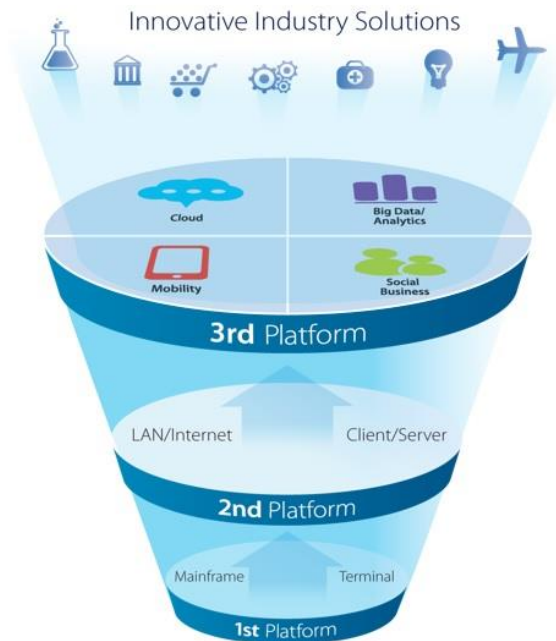 Innovative Industry Solutions
Cloud
Big Data/
Analytics
Mobility
Social
Business
3rd Platform
LAN/Internet
Client/Server
2nd Platform
Mainframe
Terminal
1st Platform